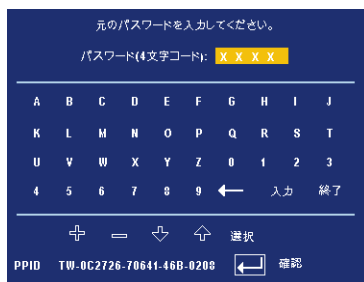 元のパスワードを入力してください。
パスワード(4文字コード): X X X X
A B C D E F G H I J
K L M N O P Q R S T
U V W X Y Z 0 1 2 3
4 5 6 7 8 9 ← 入力 終了
選択
PPID TW-0C2726-70641-46B-0208 確認